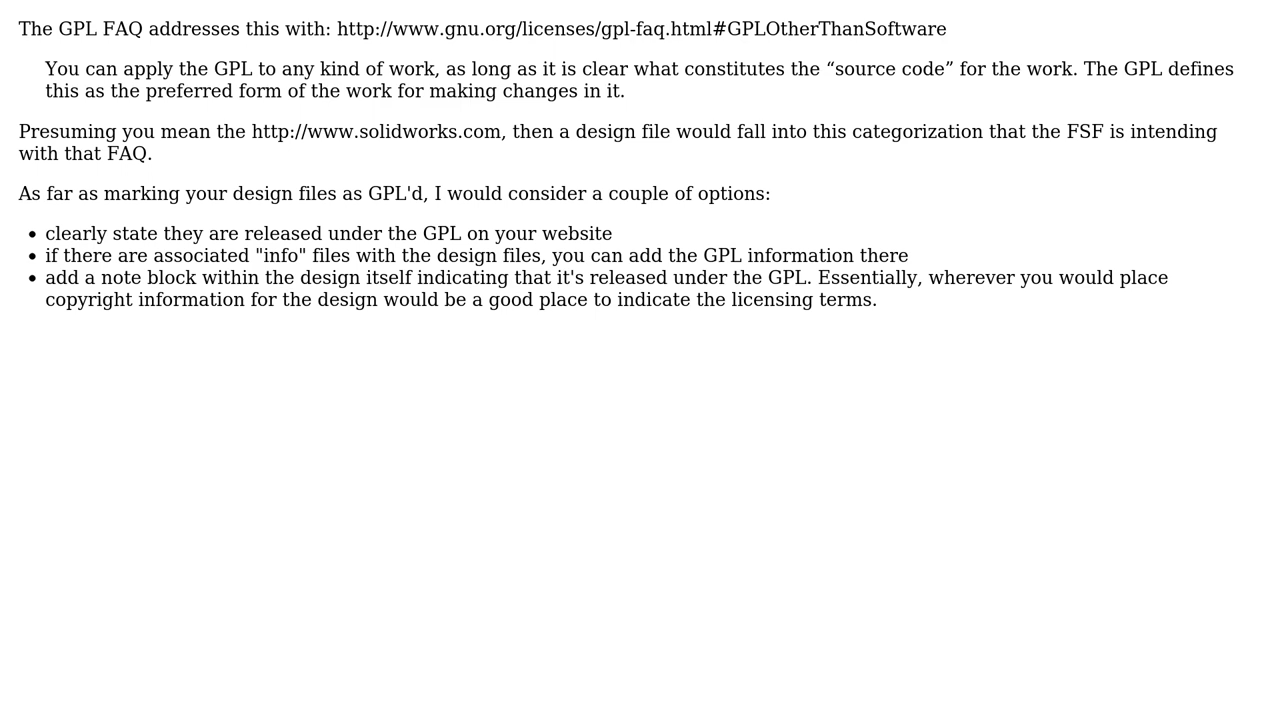 The GPL FAQ addresses this with: http://www.gnu.org/licenses/gpl-faq.html#GPLOtherThanSoftware
You can apply the GPL to any kind of work, as long as it is clear what constitutes the “source code” for the work. The GPL defines
this as the preferred form of the work for making changes in it.
Presuming you mean the http://www.solidworks.com, then a design file would fall into this categorization that the FSF is intending
with that FAQ.
As far as marking your design files as GPL'd, I would consider a couple of options:
• clearly state they are released under the GPL on your website
• if there are associated "info" files with the design files, you can add the GPL information there
• add a note block within the design itself indicating that it's released under the GPL. Essentially, wherever you would place
copyright information for the design would be a good place to indicate the licensing terms.